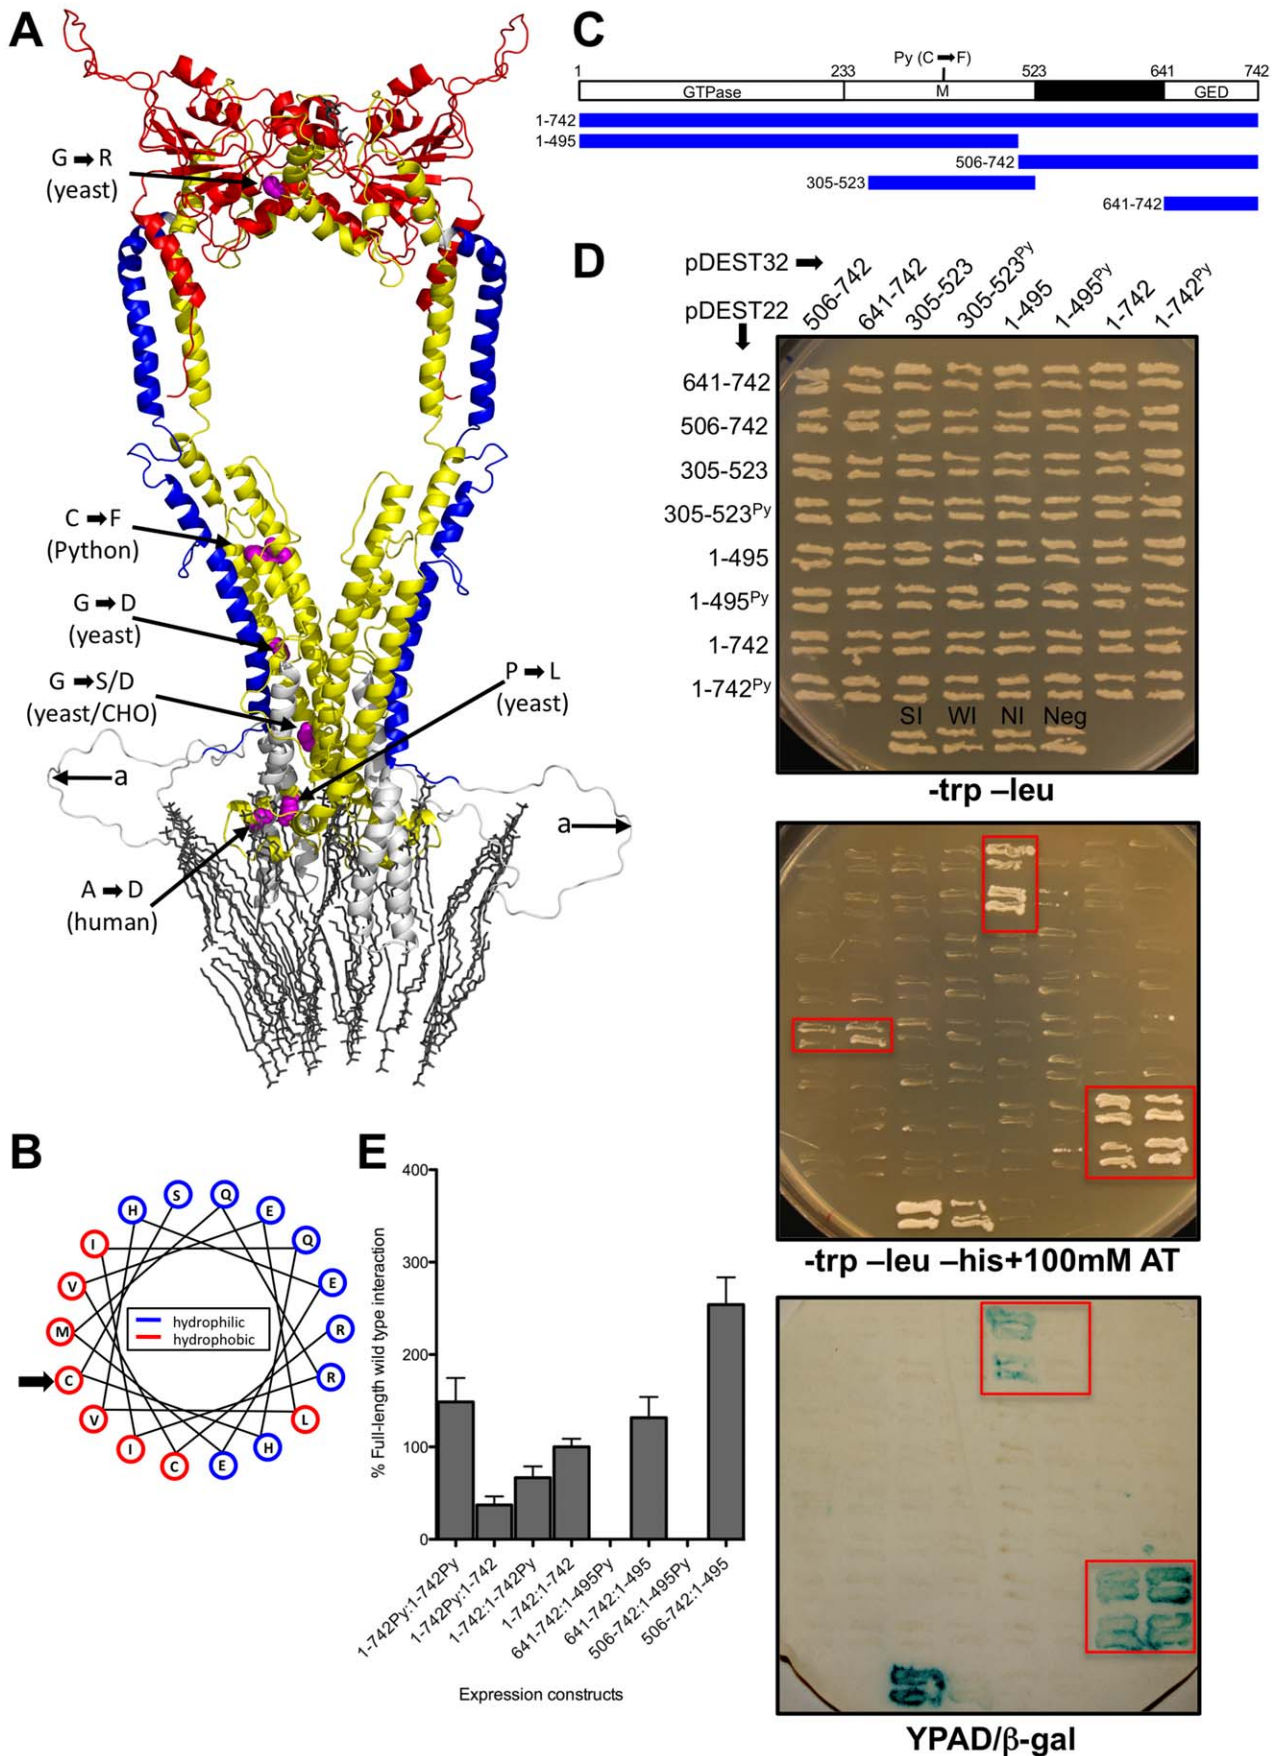 A
G ➡ R
(yeast)
C ➡ F
(Python)
G ➡ D
(yeast)
G ➡ S/D
(yeast/CHO)
P ➡ L
(yeast)
a
a
A ➡ D
(human)
B
H S Q E Q E R R L H E C I V C M V I
hydrophilic
hydrophobic
C
Py (C ➡ F)
1 233 523 641 742
GTPase M GED
1-742
1-495
506-742
305-523
641-742
D
pDEST32 ➡
506-742 641-742 305-523 305-523Py 1-495 1-495Py 1-742 1-742Py
pDEST22
641-742
506-742
305-523
305-523Py
1-495
1-495Py
1-742
1-742Py
SI WI NI Neg
-trp –leu
-trp –leu –his+100mM AT
YPAD/β-gal
E
% Full-length wild type interaction
400
300
200
100
0
1-742Py:1-742Py
1-742Py:1-742
1-742:1-742Py
1-742:1-742
641-742:1-495Py
641-742:1-495
506-742:1-495Py
506-742:1-495
Expression constructs